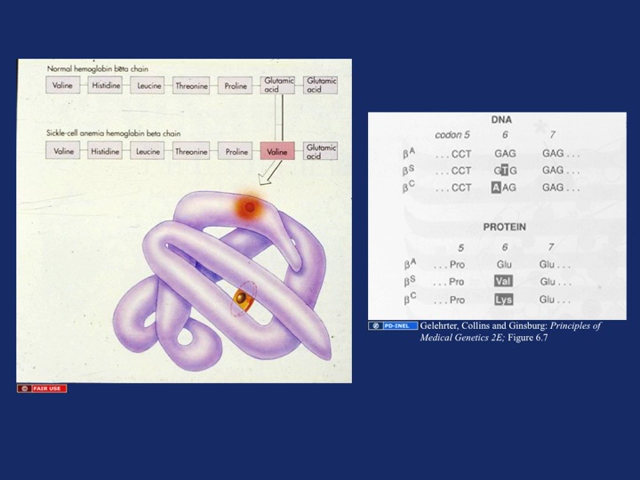 Normal hemoglobin beta chain
Valine Histidine Leucine Threonine Proline Glutamic acid Glutamic acid
Sickle-cell anemia hemoglobin beta chain
Valine Histidine Leucine Threonine Proline Valine Glutamic acid
FAIR USE
DNA
codon 5 6 7
βA ...CCT GAG GAG...
βS ...CCT GTG GAG...
βC ...CCT AAG GAG...
PROTEIN
5 6 7
βA ...Pro Glu Glu...
βS ...Pro Val Glu...
βC ...Pro Lys Glu...
PD-INEL
Gelehrter, Collins and Ginsburg: Principles of
Medical Genetics 2E; Figure 6.7